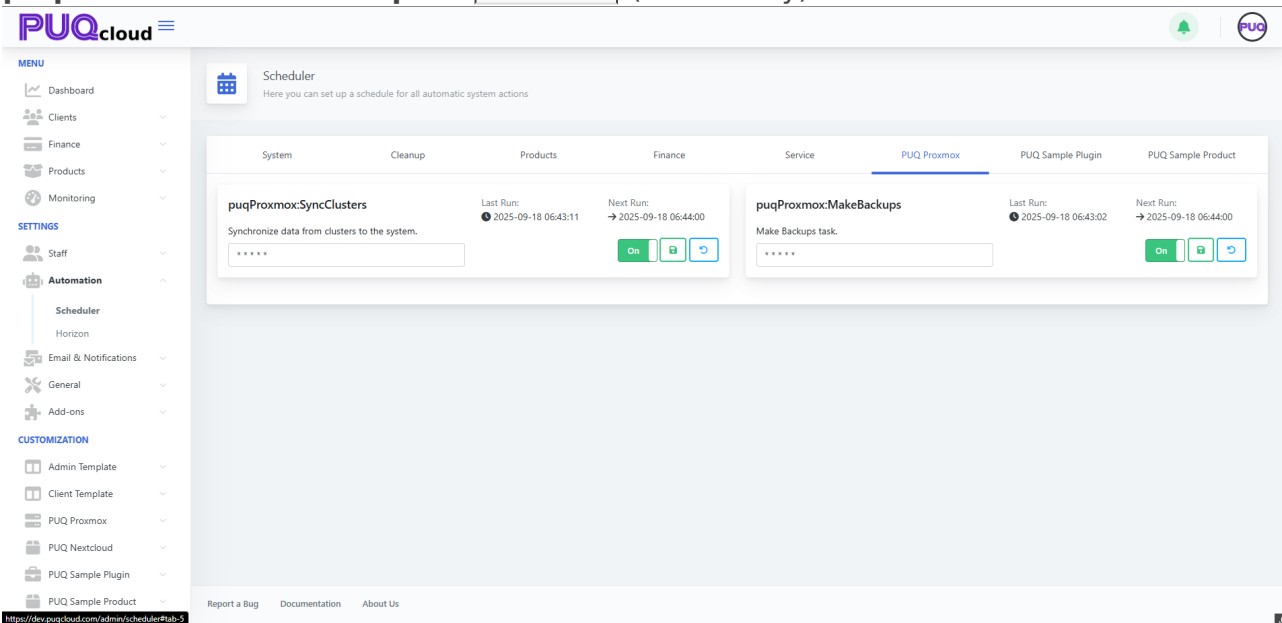 PUQcloud
PUQ
MENU
Dashboard
Clients
Finance
Products
Monitoring
SETTINGS
Staff
Automation
Scheduler
Horizon
Email & Notifications
General
Add-ons
CUSTOMIZATION
Admin Template
Client Template
PUQ Proxmox
PUQ Nextcloud
PUQ Sample Plugin
PUQ Sample Product
https://dev.puqcloud.com/admin/scheduler#tab-5
Scheduler
Here you can set up a schedule for all automatic system actions
System Cleanup Products Finance Service PUQ Proxmox PUQ Sample Plugin PUQ Sample Product
puqProxmox:SyncClusters
Last Run: Next Run:
2025-09-18 06:43:11 → 2025-09-18 06:44:00
Synchronize data from clusters to the system.
* * * * *
On
puqProxmox:MakeBackups
Last Run: Next Run:
2025-09-18 06:43:02 → 2025-09-18 06:44:00
Make Backups task.
* * * * *
On
Report a Bug Documentation About Us